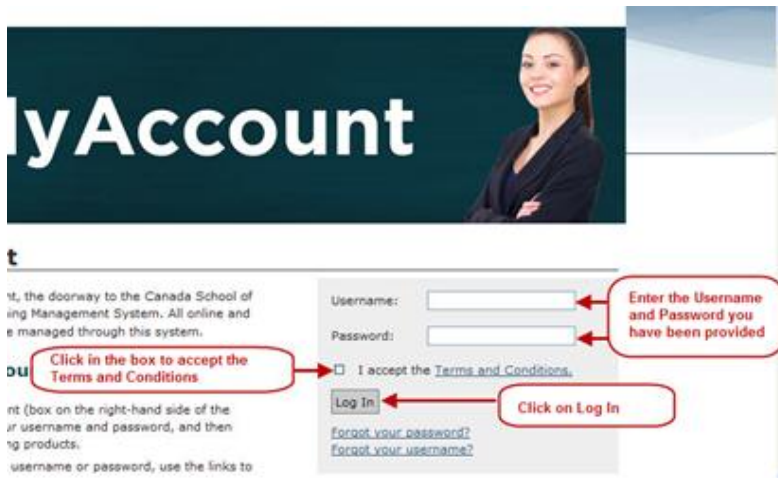 lyAccount
t
nt, the doorway to the Canada School of
ing Management System. All online and
e managed through this system.
ou
nt (box on the right-hand side of the
ur username and password, and then
ng products.
username or password, use the links to
Username:
Password:
I accept the Terms and Conditions.
Log In
Forgot your password?
Forgot your username?
Enter the Username
and Password you
have been provided
Click in the box to accept the
Terms and Conditions
Click on Log In